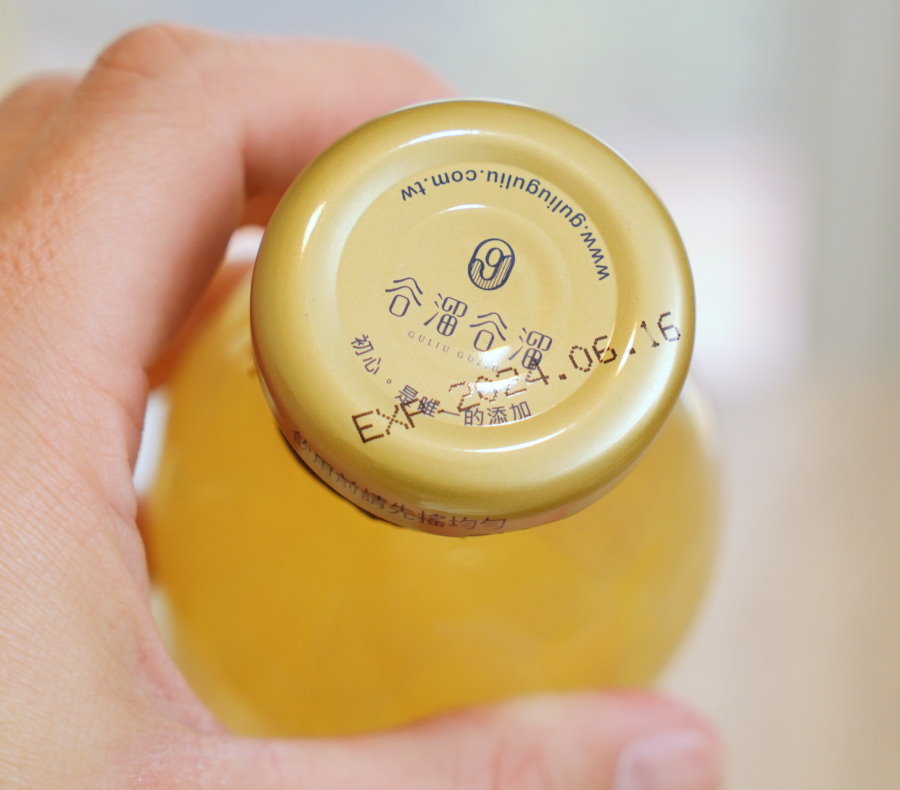 www.guliuguliu.com.tw
谷溜谷溜
GULIU GULIU
EXP 2024.06.16
初心。是唯一的添加
飲用前請先搖均勻